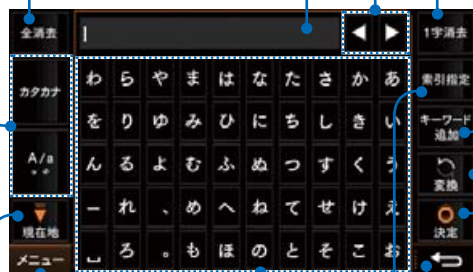 全消去
1字消去
カタカナ
わ ら や ま は な た さ か あ
索引指定
を り ゆ み ひ に ち し き い
キーワード
追加
A/a
ん る よ む ふ ぬ つ す く う
変換
ー れ 、 め へ ね て せ け え
現在地
決定
メニュー
␣ ろ 。 も ほ の と そ こ お